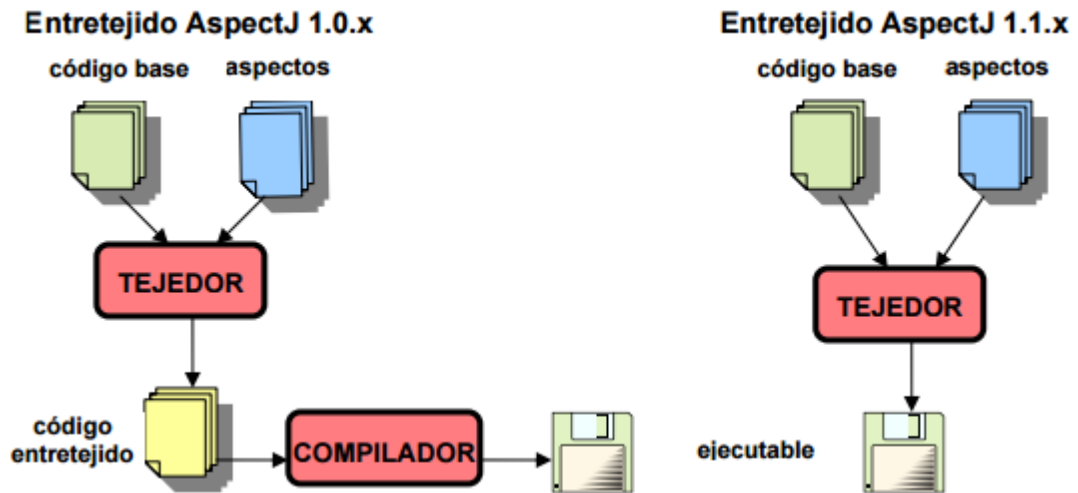 Entretejido AspectJ 1.0.x
código base
aspectos
TEJEDOR
código
entretejido
COMPILADOR
Entretejido AspectJ 1.1.x
código base
aspectos
TEJEDOR
ejecutable